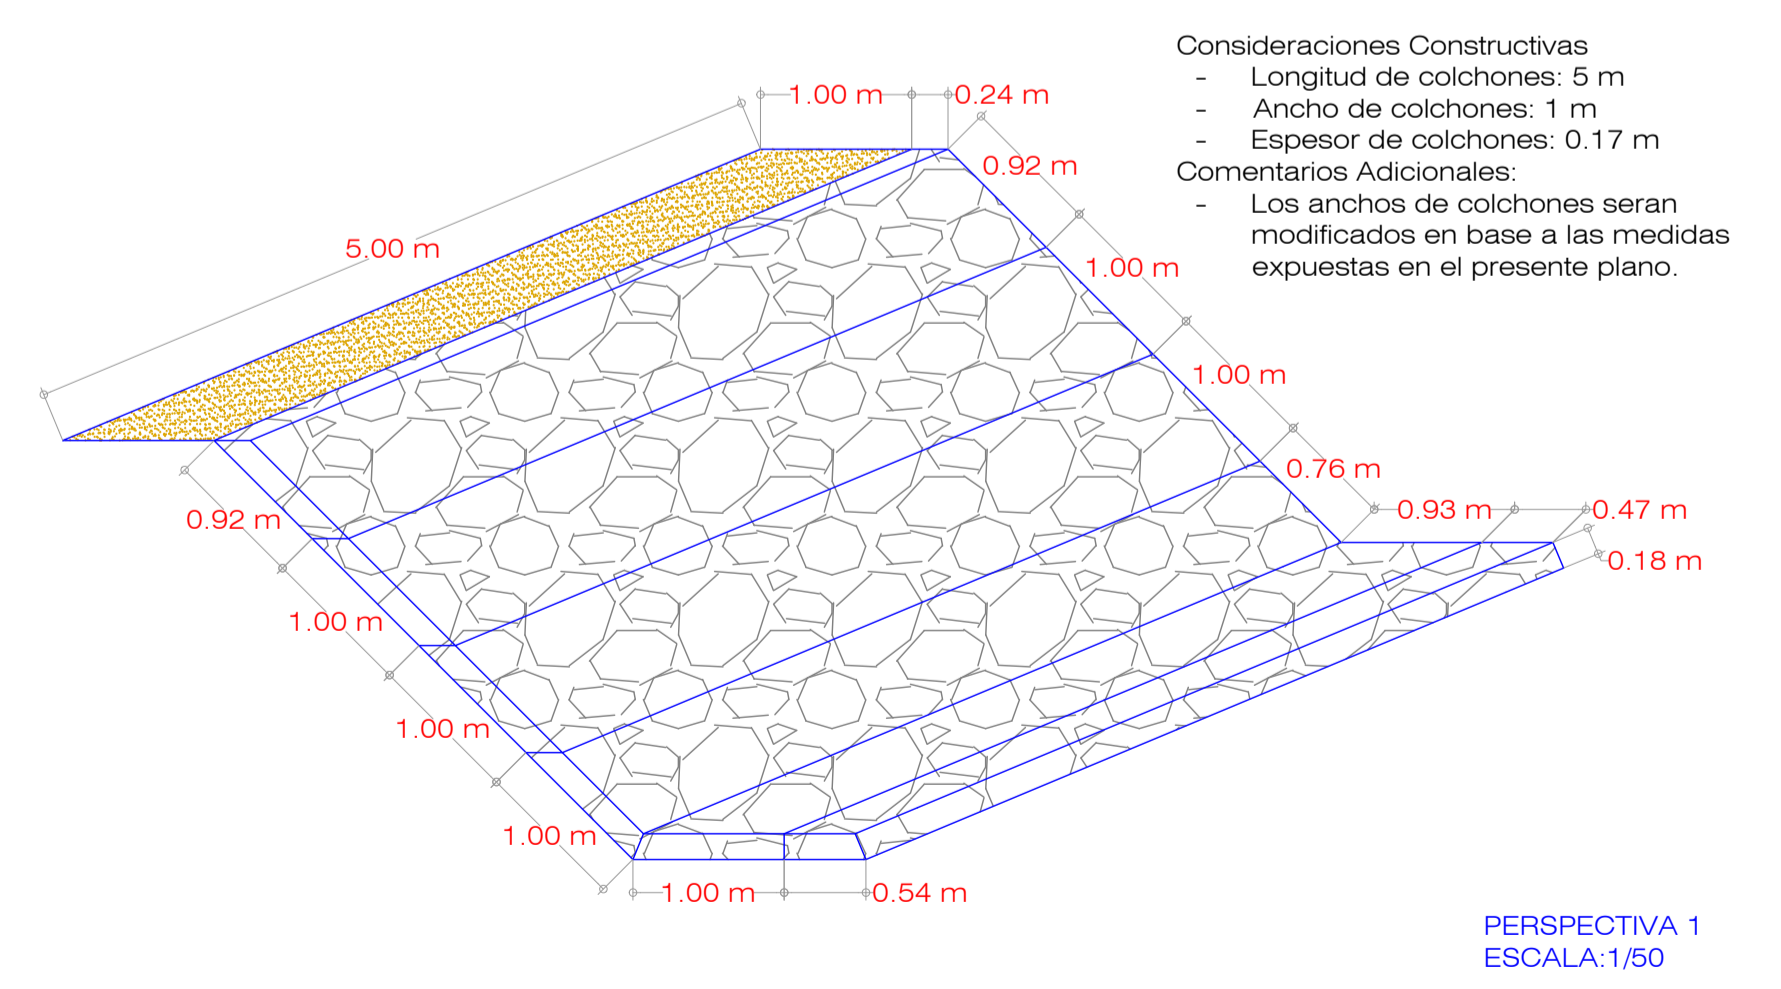 Consideraciones Constructivas
- Longitud de colchones: 5 m
- Ancho de colchones: 1 m
- Espesor de colchones: 0.17 m
Comentarios Adicionales:
- Los anchos de colchones seran
modificados en base a las medidas
expuestas en el presente plano.
1.00 m
0.24 m
0.92 m
5.00 m
1.00 m
1.00 m
0.76 m
0.93 m
0.47 m
0.18 m
0.92 m
1.00 m
1.00 m
1.00 m
1.00 m
0.54 m
PERSPECTIVA 1
ESCALA:1/50